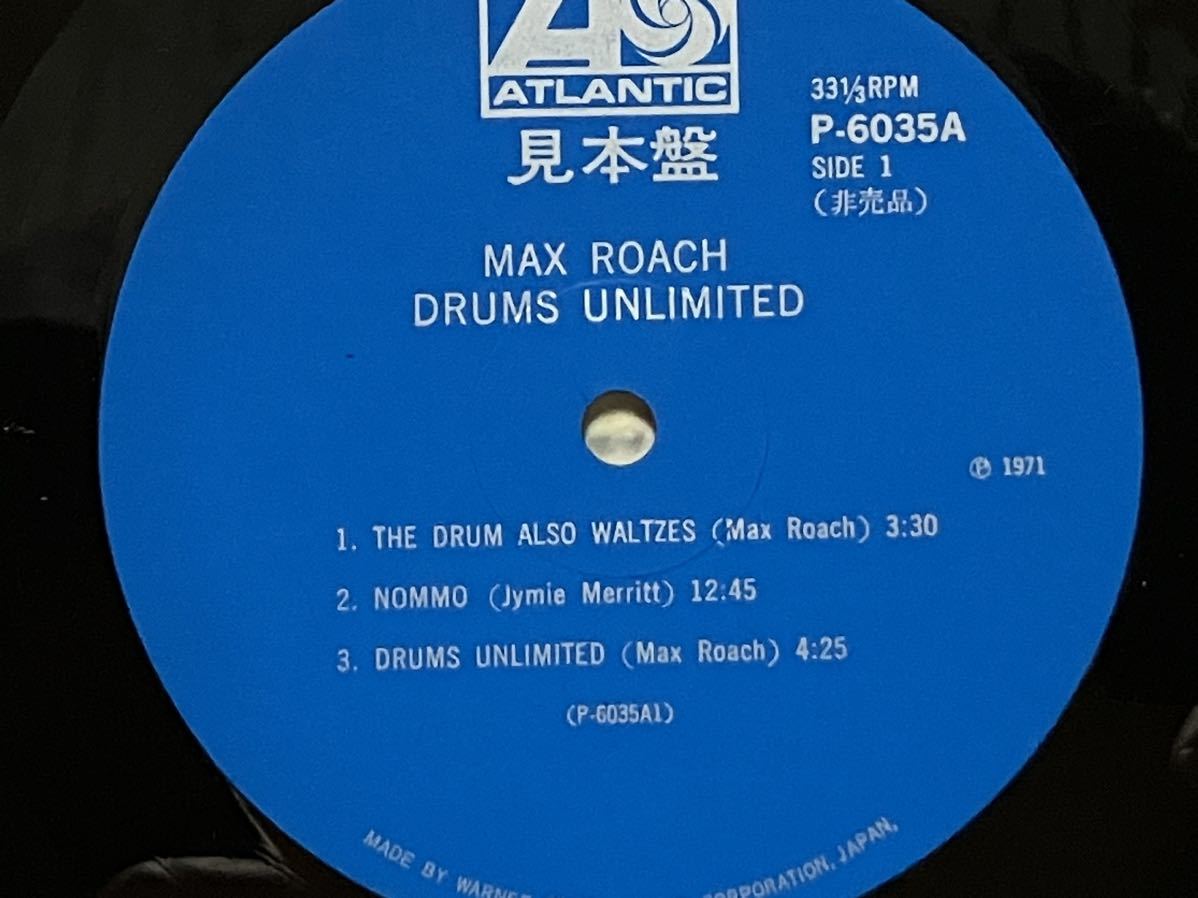 ATLANTIC
見本盤
33⅓RPM
P-6035A
SIDE 1
(非売品)
MAX ROACH
DRUMS UNLIMITED
Ⓟ 1971
1. THE DRUM ALSO WALTZES (Max Roach) 3:30
2. NOMMO (Jymie Merritt) 12:45
3. DRUMS UNLIMITED (Max Roach) 4:25
(P-6035A1)
MADE BY WARNER CORPORATION, JAPAN.